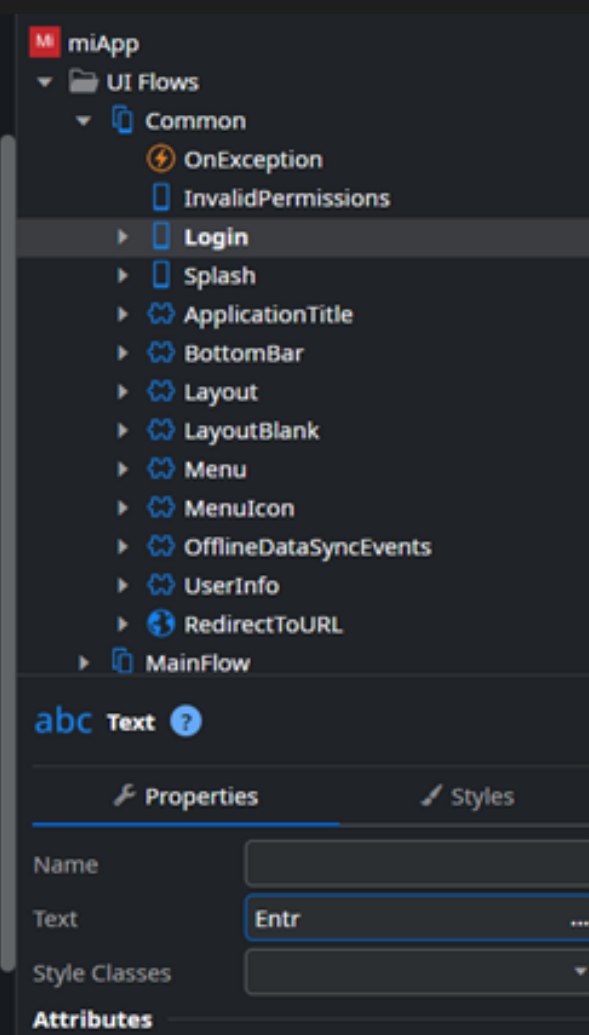 Mi miApp
UI Flows
Common
OnException
InvalidPermissions
Login
Splash
ApplicationTitle
BottomBar
Layout
LayoutBlank
Menu
MenuIcon
OfflineDataSyncEvents
UserInfo
RedirectToURL
MainFlow
abc Text ?
Properties Styles
Name
Text Entr ...
Style Classes
Attributes